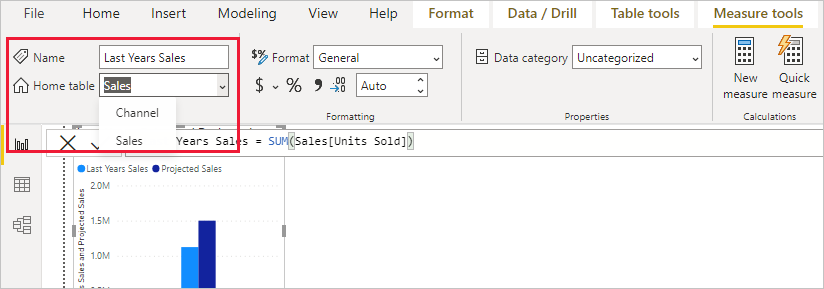 File Home Insert Modeling View Help Format Data / Drill Table tools Measure tools
Name Last Years Sales
Format General
Data category Uncategorized
Home table Sales
$ % Auto
.00
→.0
New measure
Quick measure
Formatting
Properties
Calculations
Channel
Sales
Years Sales = SUM(Sales[Units Sold])
Last Years Sales Projected Sales
2.0M
1.5M
1.0M
Sales and Projected Sales